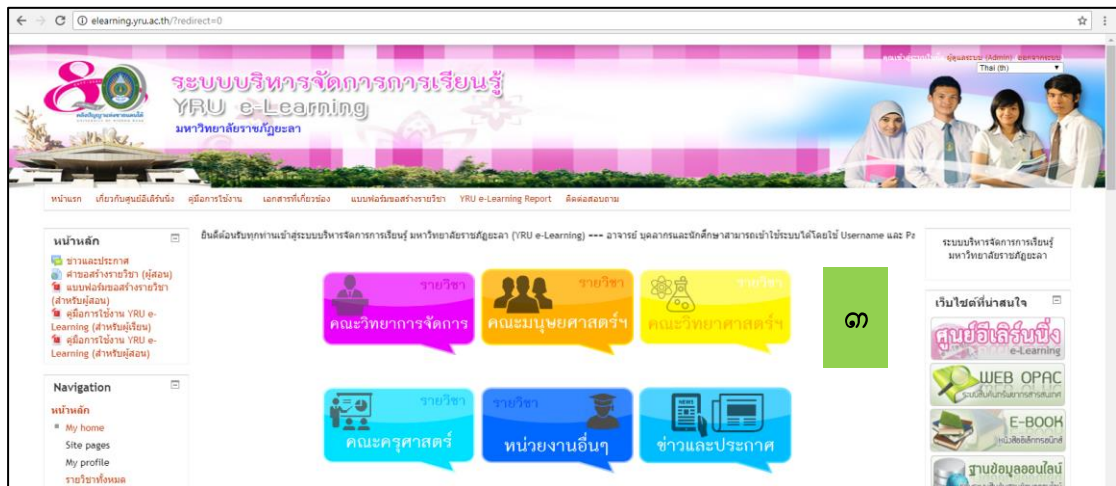 elearning.yru.ac.th/?redirect=0
๘๐
ระบบบริหารจัดการการเรียนรู้
YRU e-Learning
มหาวิทยาลัยราชภัฏยะลา
ผู้ดูแลระบบ (Admin) ออกจากระบบ
Thai (th)
หน้าแรก เกี่ยวกับศูนย์อีเลิร์นนิง คู่มือการใช้งาน เอกสารที่เกี่ยวข้อง แบบฟอร์มขอสร้างรายวิชา YRU e-Learning Report ติดต่อสอบถาม
หน้าหลัก
ข่าวและประกาศ
คำขอสร้างรายวิชา (ผู้สอน)
แบบฟอร์มขอสร้างรายวิชา
(สำหรับผู้สอน)
คู่มือการใช้งาน YRU e-
Learning (สำหรับผู้เรียน)
คู่มือการใช้งาน YRU e-
Learning (สำหรับผู้สอน)
Navigation
หน้าหลัก
My home
Site pages
My profile
รายวิชาทั้งหมด
ยินดีต้อนรับทุกท่านเข้าสู่ระบบบริหารจัดการการเรียนรู้ มหาวิทยาลัยราชภัฏยะลา (YRU e-Learning) === อาจารย์ บุคลากรและนักศึกษาสามารถเข้าใช้ระบบได้โดยใช้ Username และ Pa
รายวิชา
คณะวิทยาการจัดการ
รายวิชา
คณะมนุษยศาสตร์ฯ
รายวิชา
คณะวิทยาศาสตร์ฯ
๓
รายวิชา
คณะครุศาสตร์
รายวิชา
หน่วยงานอื่นๆ
NEWS
ข่าวและประกาศ
ระบบบริหารจัดการการเรียนรู้
มหาวิทยาลัยราชภัฏยะลา
เว็บไซต์ที่น่าสนใจ
ศูนย์อีเลิร์นนิ่ง
e-Learning
WEB OPAC
ระบบสืบค้นทรัพยากรสารสนเทศ
E-BOOK
หนังสืออิเล็กทรอนิกส์
ฐานข้อมูลออนไลน์